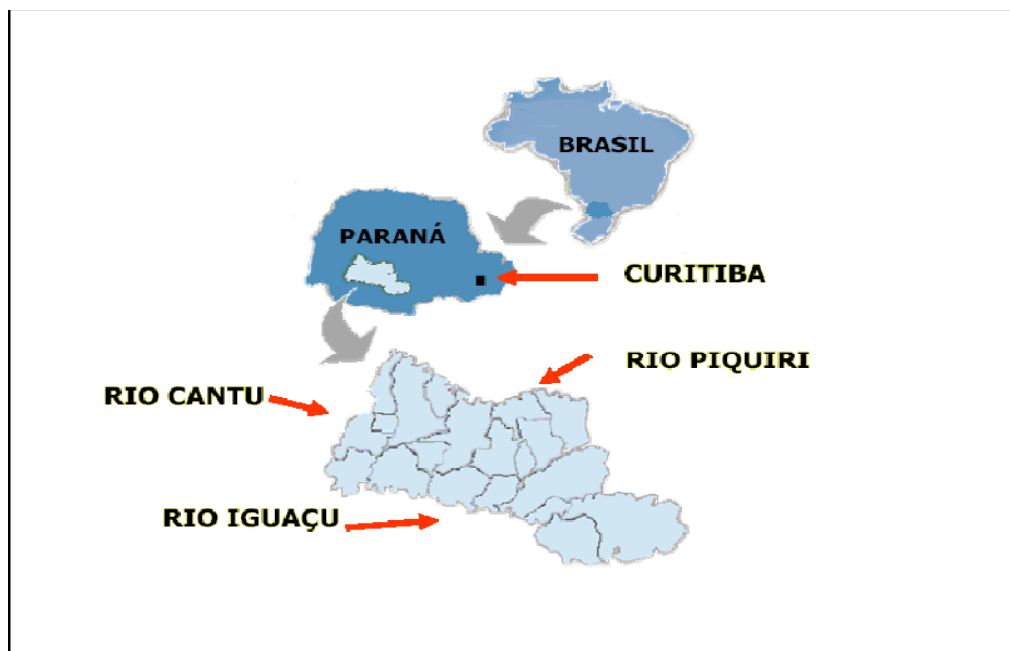 BRASIL
PARANÁ
CURITIBA
RIO PIQUIRI
RIO CANTU
RIO IGUAÇU